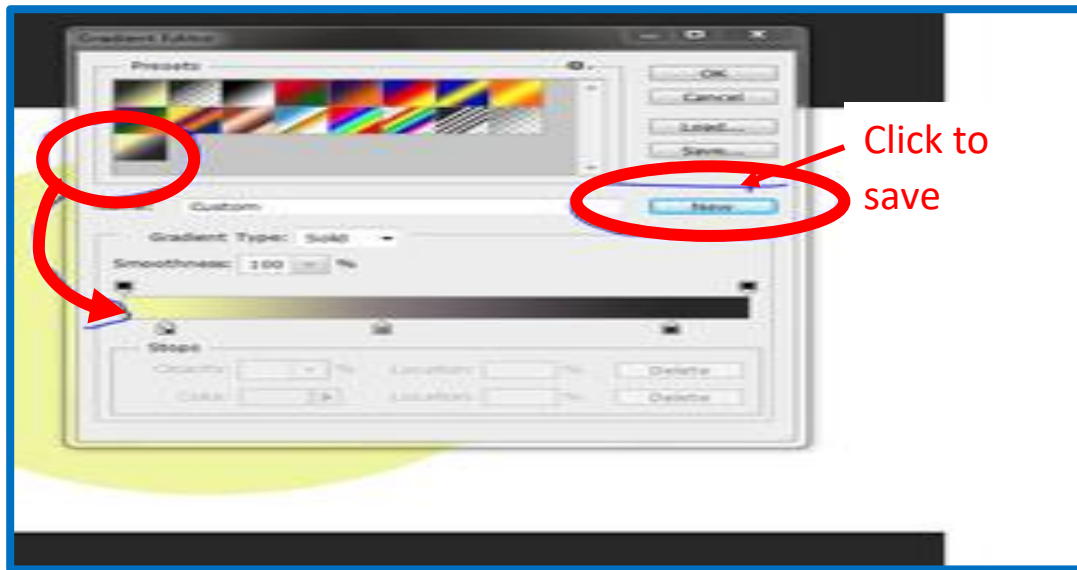 Gradient Editor
Presets
OK
Cancel
Load...
Save...
Click to
save
Custom
New
Gradient Type: Solid
Smoothness: 100 %
Stops
Opacity: % Location: % Delete
Color: Location: % Delete